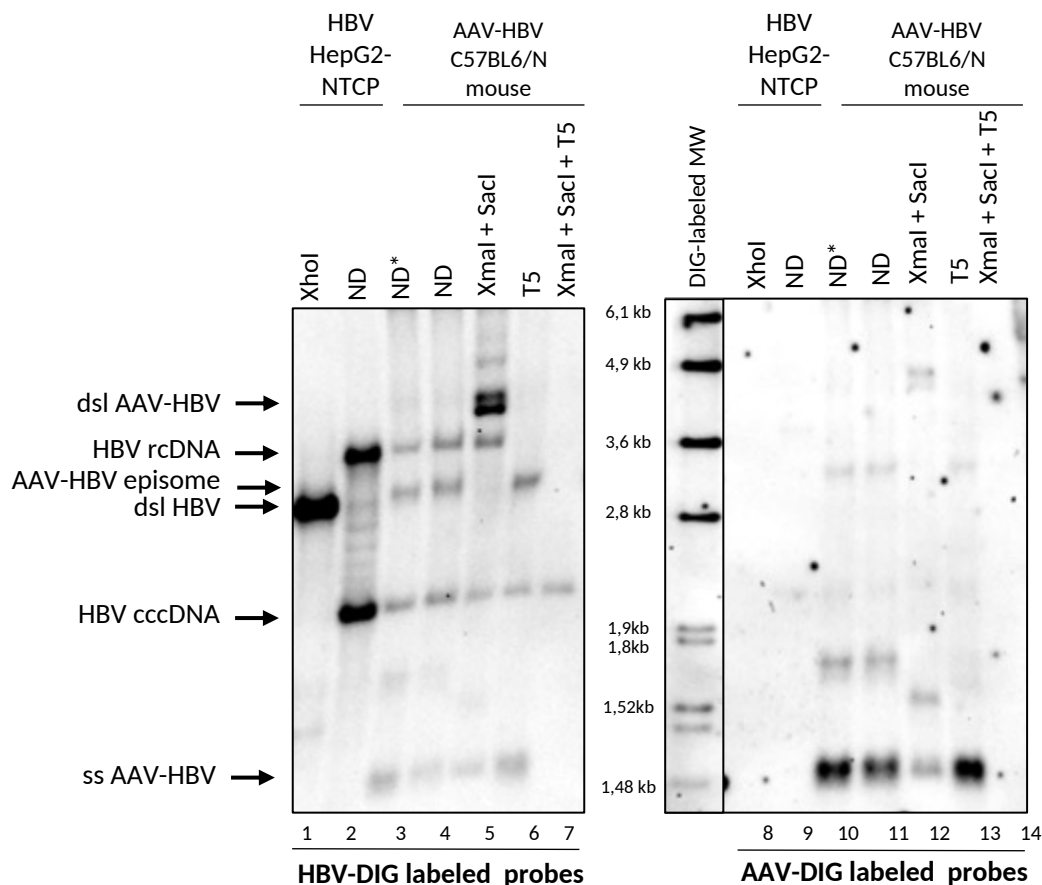 HBV
HepG2-
NTCP
AAV-HBV
C57BL6/N
mouse
HBV
HepG2-
NTCP
AAV-HBV
C57BL6/N
mouse
XhoI
ND
ND*
ND
XmaI + SacI
T5
XmaI + SacI + T5
DIG-labeled MW
XhoI
ND
ND*
ND
XmaI + SacI
T5
XmaI + SacI + T5
dsl AAV-HBV
HBV rcDNA
AAV-HBV episome
dsl HBV
HBV cccDNA
ss AAV-HBV
6,1 kb
4,9 kb
3,6 kb
2,8 kb
1,9kb
1,8kb
1,52kb
1,48 kb
1 2 3 4 5 6 7
8 9 10 11 12 13 14
HBV-DIG labeled probes
AAV-DIG labeled probes